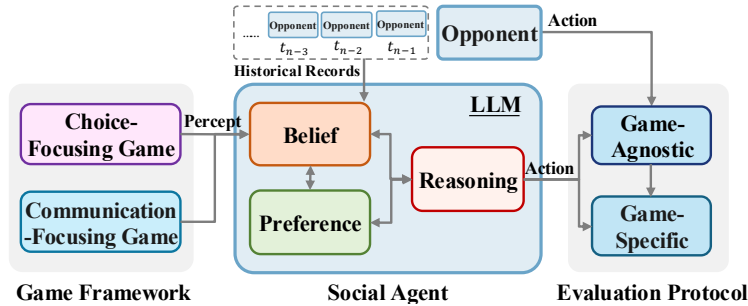 ...... Opponent Opponent Opponent
t_{n-3} t_{n-2} t_{n-1}
Historical Records
Opponent
Action
LLM
Choice-
Focusing Game
Percept
Communication
-Focusing Game
Belief
Preference
Reasoning
Action
Game-
Agnostic
Game-
Specific
Game Framework
Social Agent
Evaluation Protocol